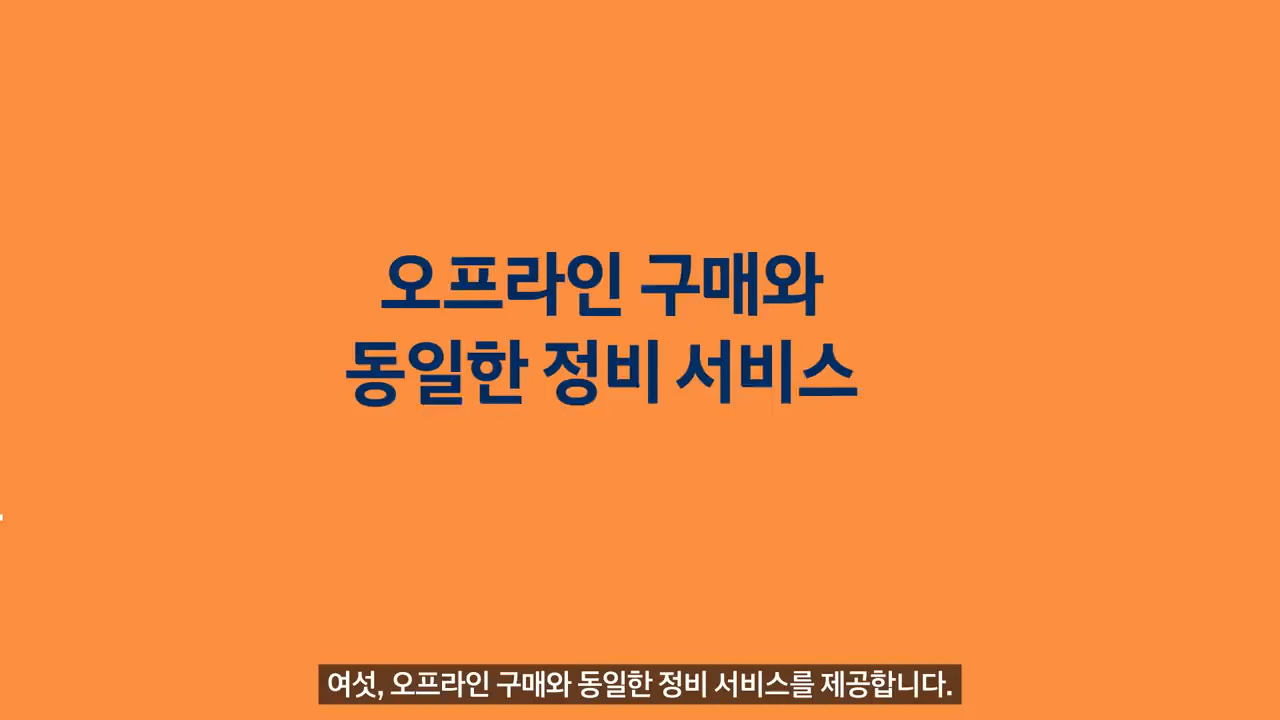 오프라인 구매와
동일한 정비 서비스
여섯, 오프라인 구매와 동일한 정비 서비스를 제공합니다.